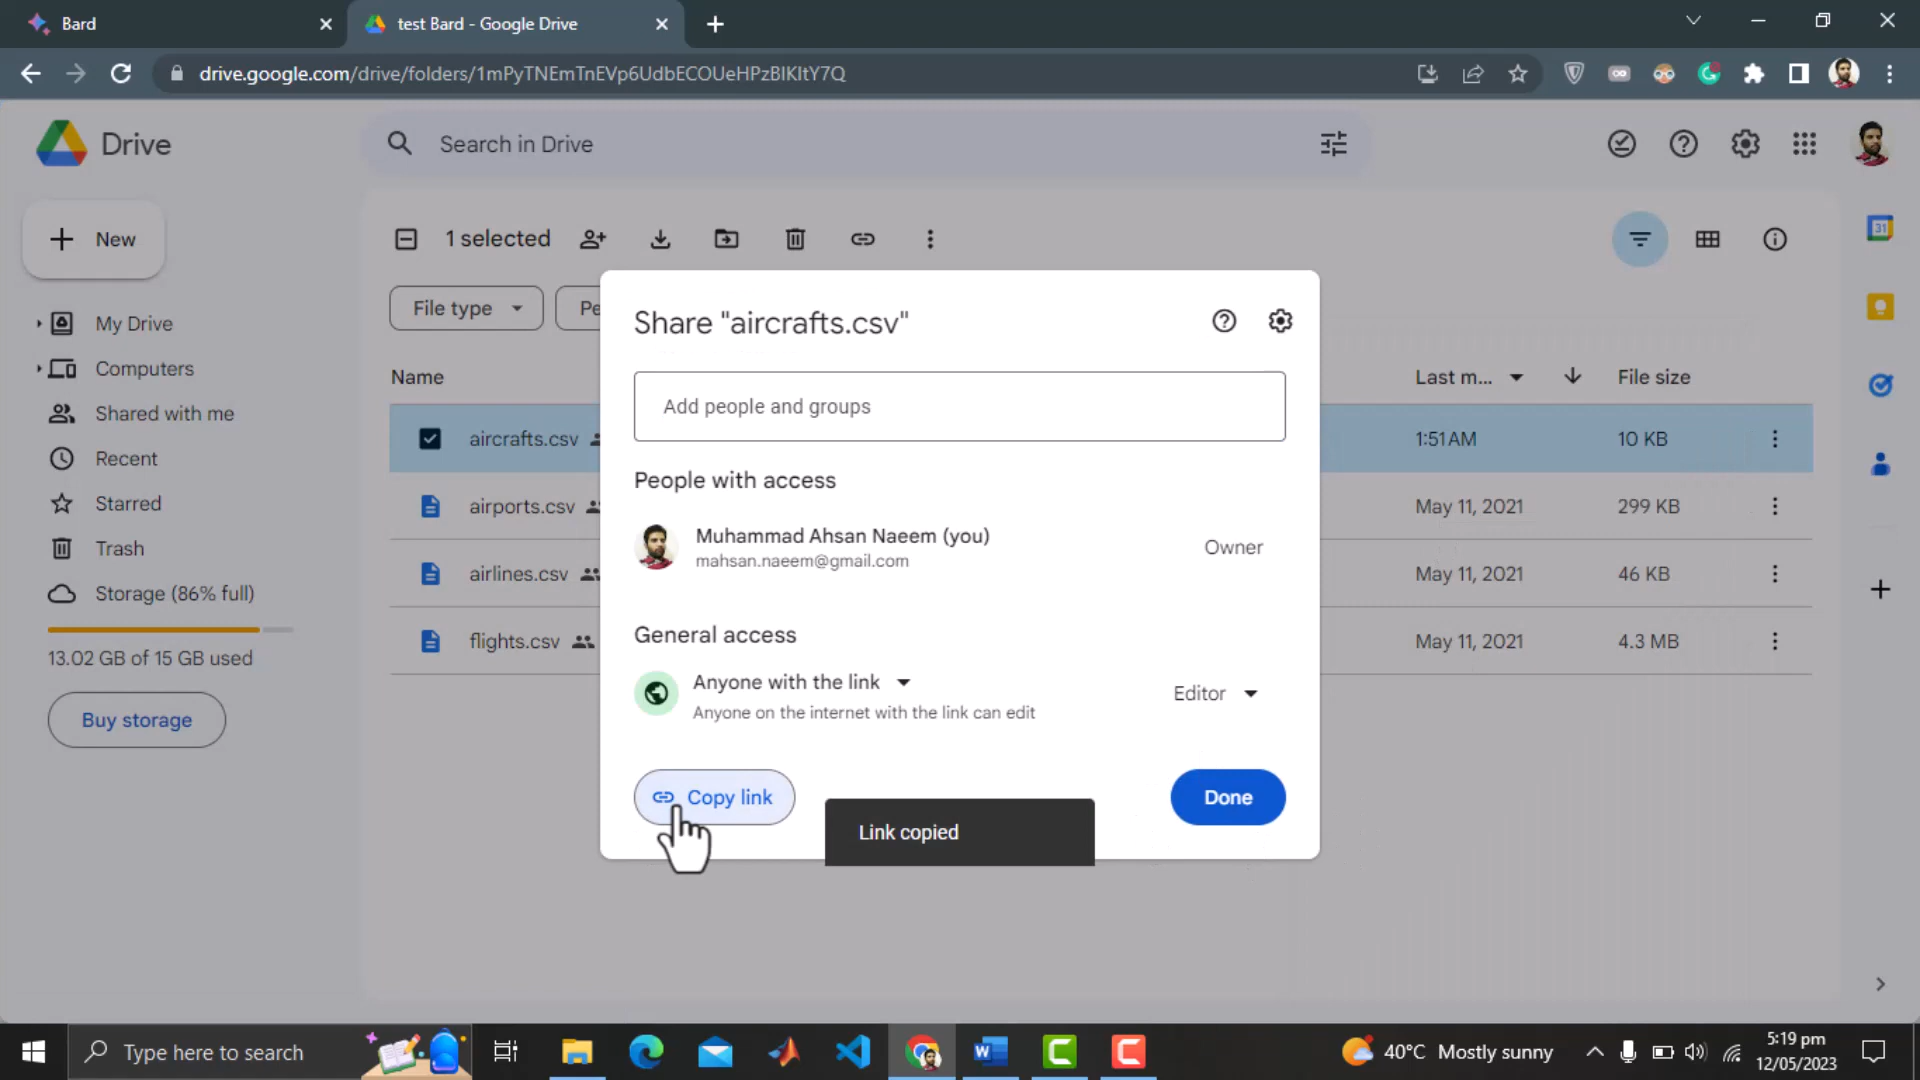 Bard
test Bard - Google Drive
drive.google.com/drive/folders/1mPyTNEmTnEVp6UdbECOUeHPzBIKItY7Q
Drive
Search in Drive
New
1 selected
File type
Pe
My Drive
Computers
Shared with me
Recent
Starred
Trash
Storage (86% full)
13.02 GB of 15 GB used
Buy storage
Name
Last m...
File size
aircrafts.csv
1:51 AM
10 KB
airports.csv
May 11, 2021
299 KB
airlines.csv
May 11, 2021
46 KB
flights.csv
May 11, 2021
4.3 MB
Share "aircrafts.csv"
Add people and groups
People with access
Muhammad Ahsan Naeem (you)
mahsan.naeem@gmail.com
Owner
General access
Anyone with the link
Anyone on the internet with the link can edit
Editor
Copy link
Link copied
Done
31
Type here to search
40°C Mostly sunny
5:19 pm
12/05/2023